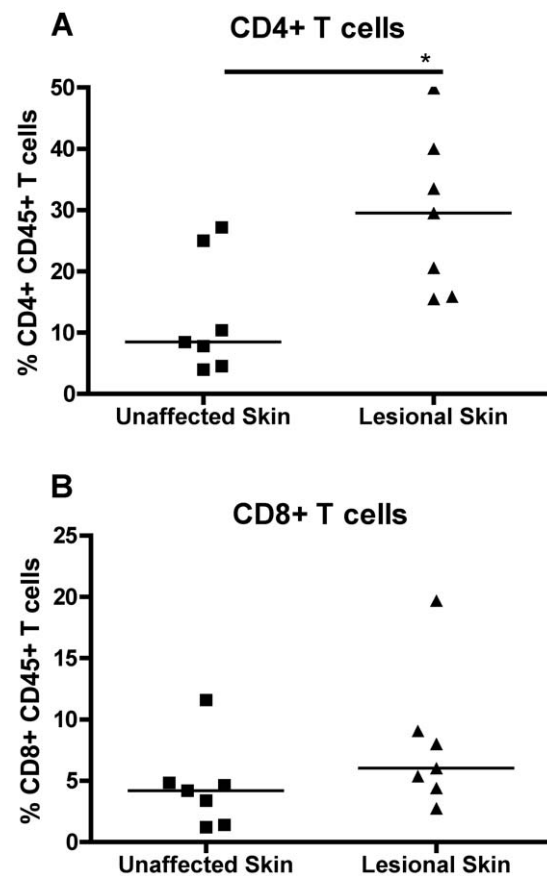 A
CD4+ T cells
*
% CD4+ CD45+ T cells
50
40
30
20
10
0
Unaffected Skin
Lesional Skin
B
CD8+ T cells
% CD8+ CD45+ T cells
25
20
15
10
5
0
Unaffected Skin
Lesional Skin